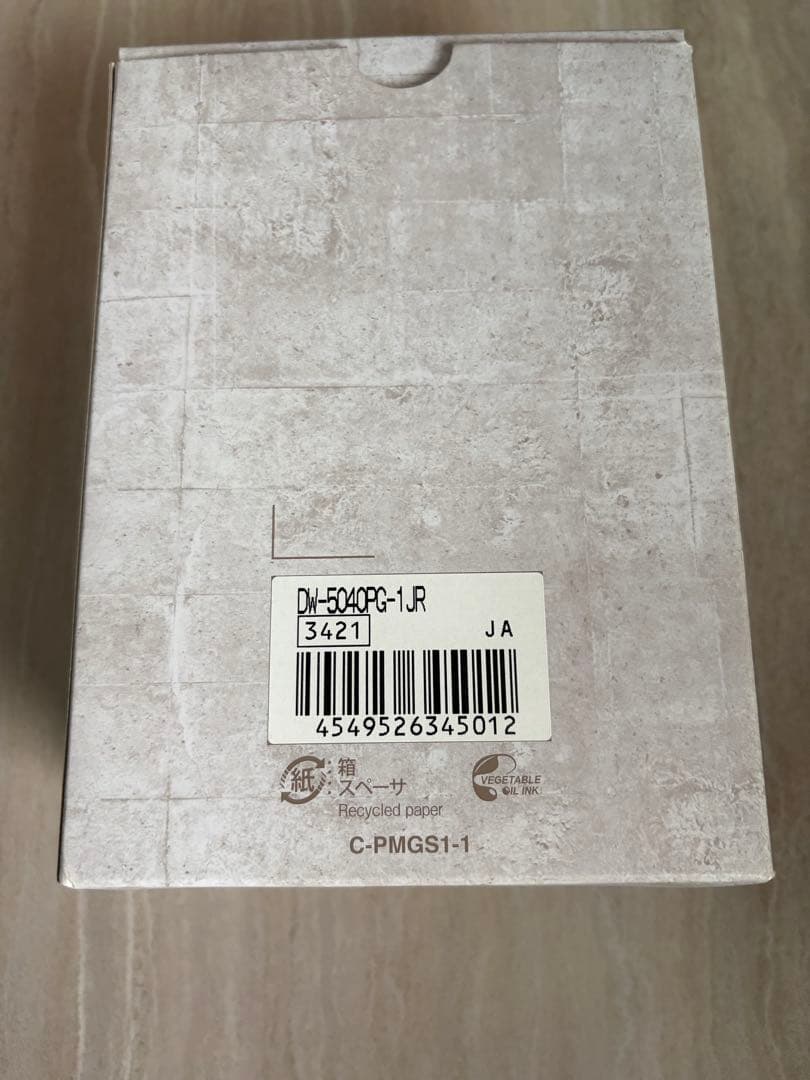 DW-5040PG-1JR
3421 JA
4549526345012
紙 : 箱
: スペーサ
VEGETABLE
OIL INK
Recycled paper
C-PMGS1-1